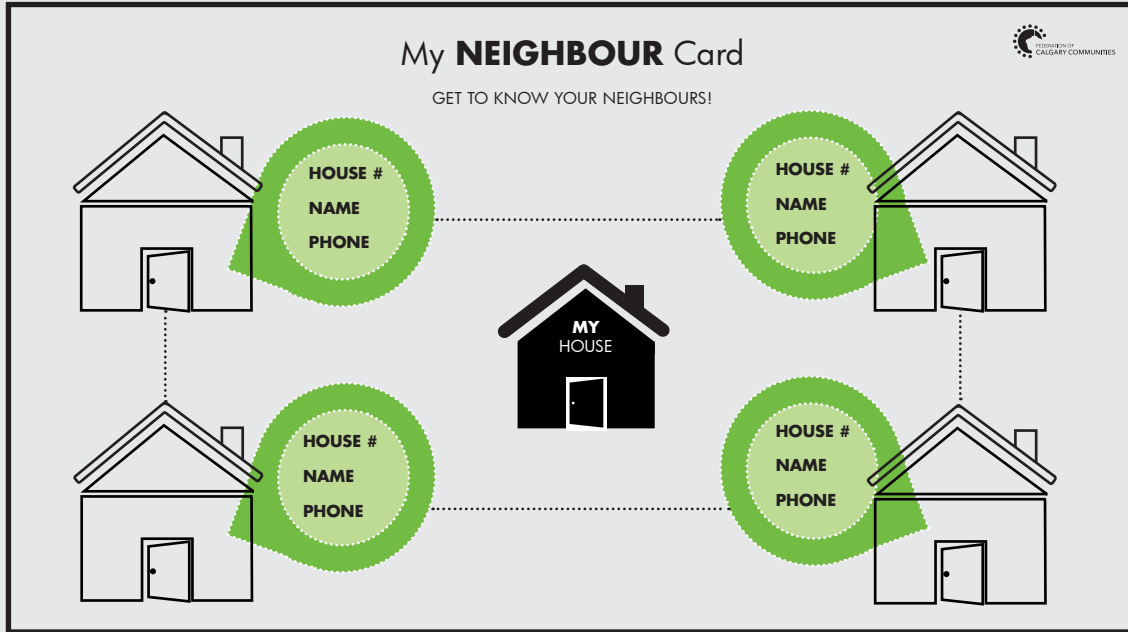 My NEIGHBOUR Card
FEDERATION OF
CALGARY COMMUNITIES
GET TO KNOW YOUR NEIGHBOURS!
HOUSE #
NAME
PHONE
HOUSE #
NAME
PHONE
MY
HOUSE
HOUSE #
NAME
PHONE
HOUSE #
NAME
PHONE